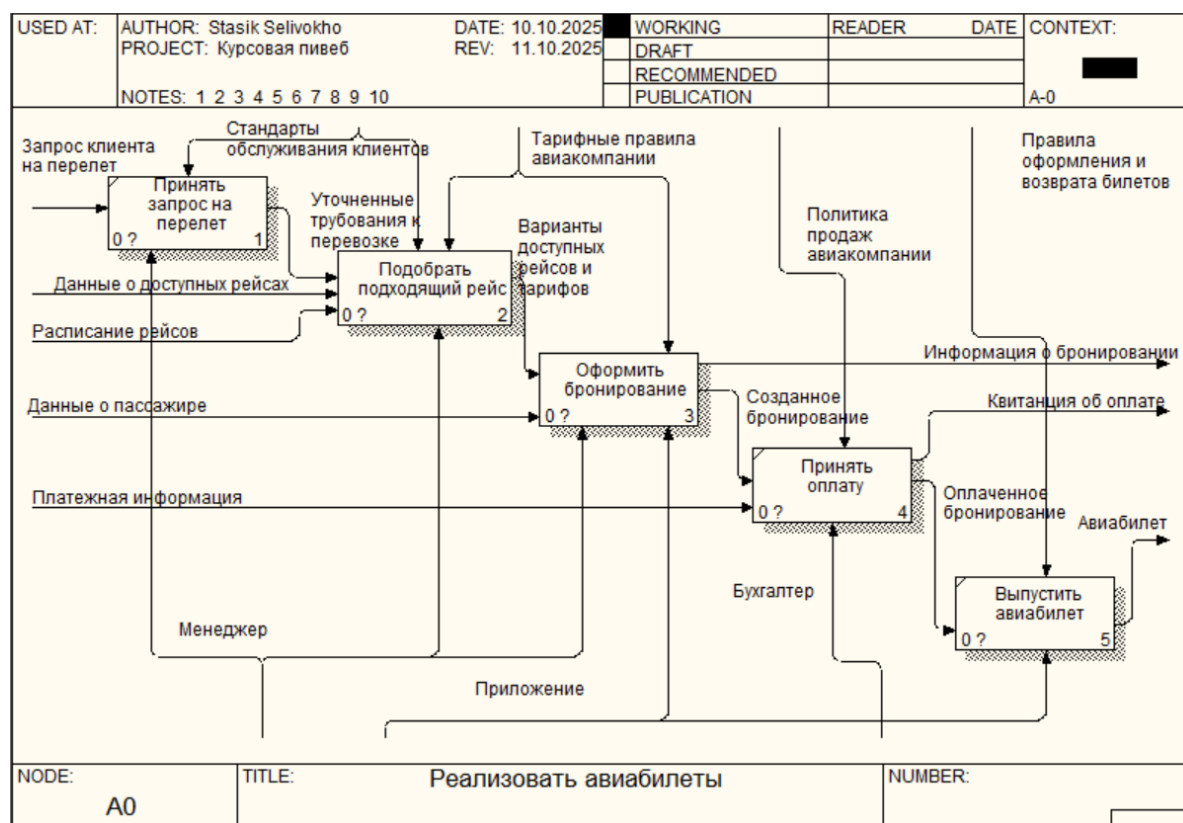 USED AT:
AUTHOR: Stasik Selivokho
DATE: 10.10.2025
PROJECT: Курсовая пивеб
REV: 11.10.2025
NOTES: 1 2 3 4 5 6 7 8 9 10
WORKING
DRAFT
RECOMMENDED
PUBLICATION
READER
DATE
CONTEXT:
A-0
Запрос клиента
на перелет
Стандарты
обслуживания клиентов
Тарифные правила
авиакомпании
Правила
оформления и
возврата билетов
Принять
запрос на
перелет
0 ?
1
Уточненные
трубования к
перевозке
Варианты
доступных
рейсов и
тарифов
Политика
продаж
авиакомпании
Данные о доступных рейсах
Подобрать
подходящий рейс
0 ?
2
Расписание рейсов
Информация о бронировании
Оформить
бронирование
0 ?
3
Данные о пассажире
Созданное
бронирование
Квитанция об оплате
Принять
оплату
0 ?
4
Платежная информация
Оплаченное
бронирование
Авиабилет
Бухгалтер
Выпустить
авиабилет
0 ?
5
Менеджер
Приложение
NODE:
A0
TITLE:
Реализовать авиабилеты
NUMBER: